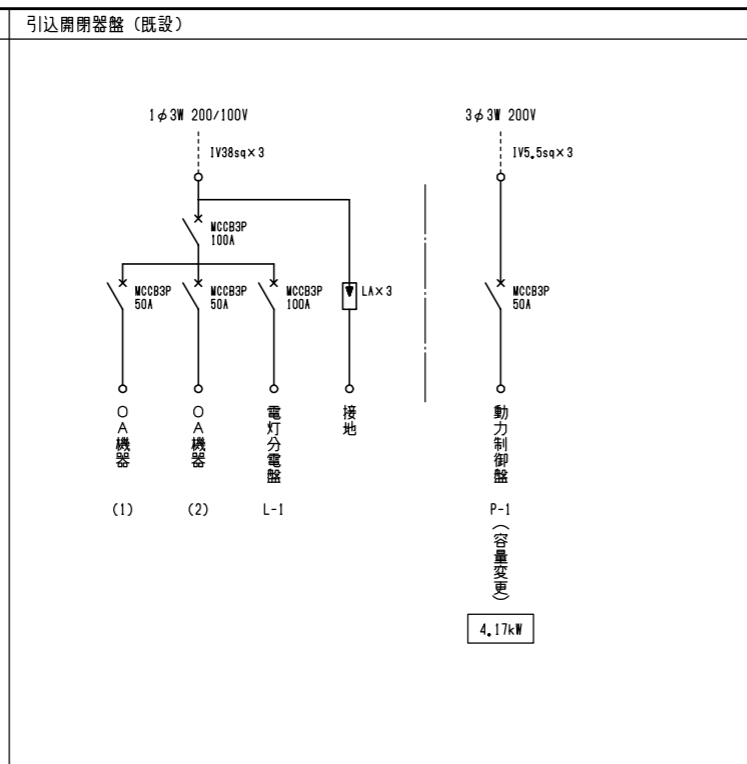 引込開閉器盤（既設）
1φ3W 200/100V
IV38sq×3
MCCB3P
100A
MCCB3P
50A
MCCB3P
50A
MCCB3P
100A
LA×3
OA機器
(1)
OA機器
(2)
電灯分電盤
L-1
接地
3φ3W 200V
IV5.5sq×3
MCCB3P
50A
動力制御盤
P-1
（容量変更）
4.17kW